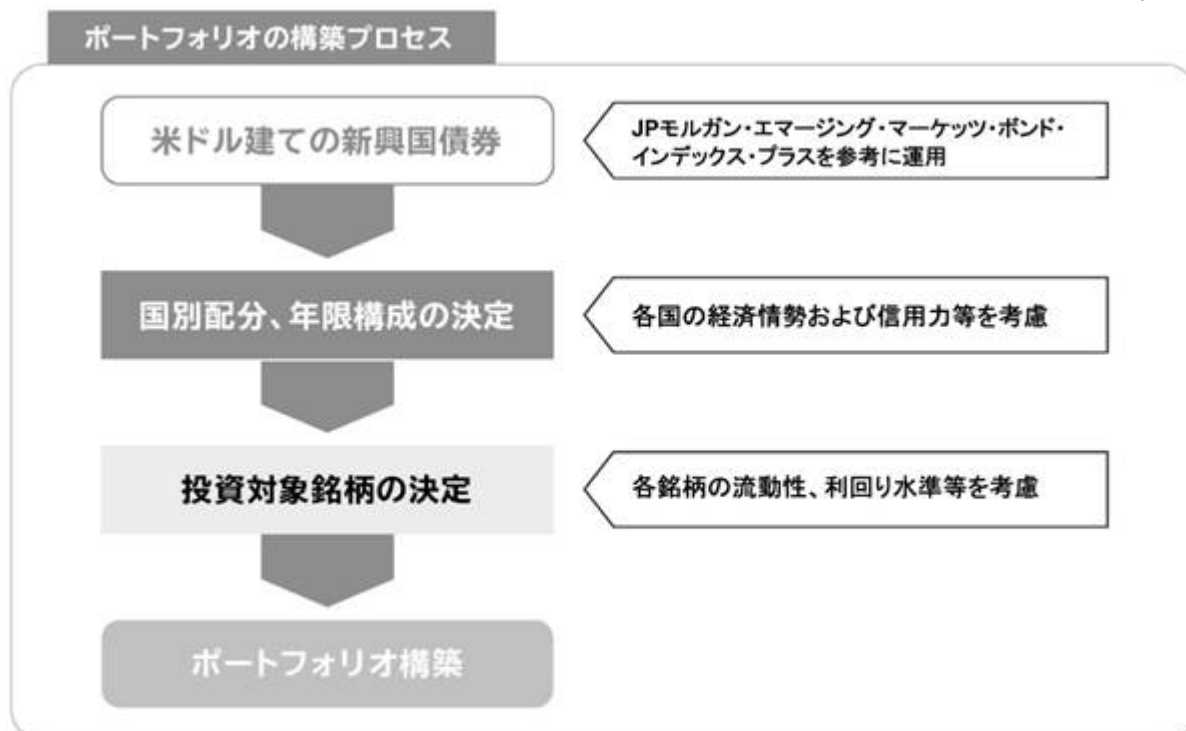 ポートフォリオの構築プロセス
米ドル建ての新興国債券
JPモルガン・エマージング・マーケッツ・ボンド・
インデックス・プラスを参考に運用
国別配分、年限構成の決定
各国の経済情勢および信用力等を考慮
投資対象銘柄の決定
各銘柄の流動性、利回り水準等を考慮
ポートフォリオ構築